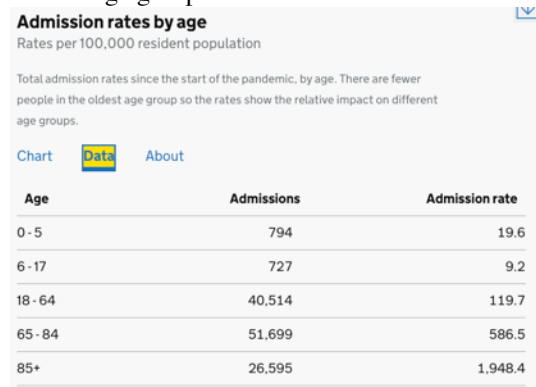 Admission rates by age
Rates per 100,000 resident population
Total admission rates since the start of the pandemic, by age. There are fewer
people in the oldest age group so the rates show the relative impact on different
age groups.
Chart Data About
Age Admissions Admission rate
0 - 5 794 19.6
6 - 17 727 9.2
18 - 64 40,514 119.7
65 - 84 51,699 586.5
85+ 26,595 1,948.4